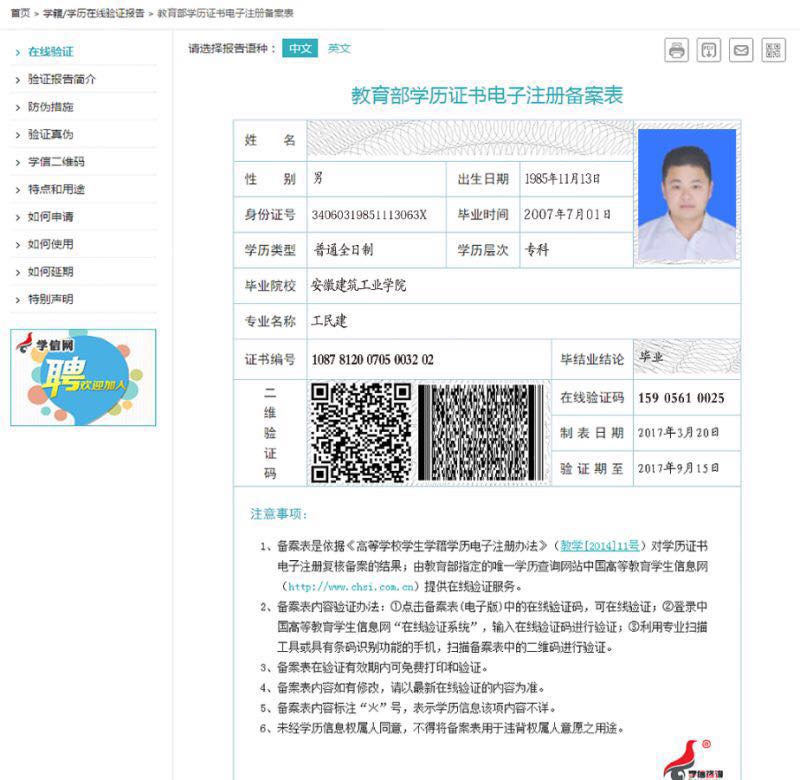 首页 > 学籍/学历在线验证报告 > 教育部学历证书电子注册备案表
> 在线验证
> 验证报告简介
> 防伪措施
> 验证真伪
> 学信二维码
> 特点和用途
> 如何申请
> 如何使用
> 如何延期
> 特别声明
学信网
聘欢迎加入
请选择报告语种： 中文 英文
教育部学历证书电子注册备案表
姓 名
性 别 男 出生日期 1985年11月13日
身份证号 34060319851113063X 毕业时间 2007年7月01日
学历类型 普通全日制 学历层次 专科
毕业院校 安徽建筑工业学院
专业名称 工民建
证书编号 1087 8120 0705 0032 02 毕结业结论 毕业
二维验证码
在线验证码 159 0561 0025
制表日期 2017年3月20日
验证期至 2017年9月15日
注意事项：
1、备案表是依据《高等学校学生学籍学历电子注册办法》（教学[2014]11号）对学历证书
电子注册复核备案的结果；由教育部指定的唯一学历查询网站中国高等教育学生信息网
（http://www.chsi.com.cn）提供在线验证服务。
2、备案表内容验证办法：①点击备案表(电子版)中的在线验证码，可在线验证；②登录中
国高等教育学生信息网“在线验证系统”，输入在线验证码进行验证；③利用专业扫描
工具或具有条码识别功能的手机，扫描备案表中的二维码进行验证。
3、备案表在验证有效期内可免费打印和验证。
4、备案表内容如有修改，请以最新在线验证的内容为准。
5、备案表内容标注“火”号，表示学历信息该项内容不详。
6、未经学历信息权属人同意，不得将备案表用于违背权属人意愿之用途。
®
学信咨询